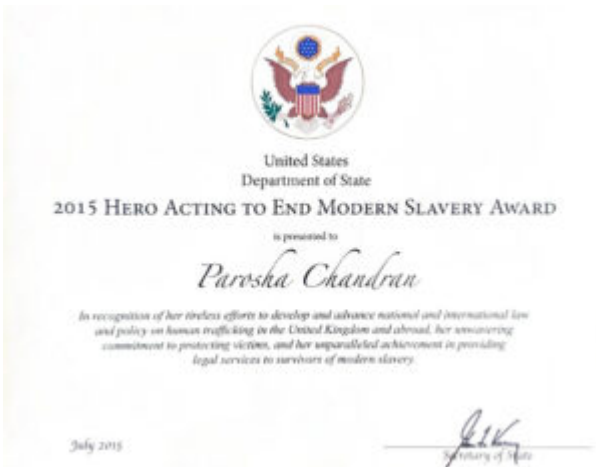 United States
Department of State
2015 Hero Acting to End Modern Slavery Award
is presented to
Parosha Chandran
In recognition of her tireless efforts to develop and advance national and international law
and policy on human trafficking in the United Kingdom and abroad, her unwavering
commitment to protecting victims, and her unparalleled achievement in providing
legal services to survivors of modern slavery.
July 2015
Secretary of State